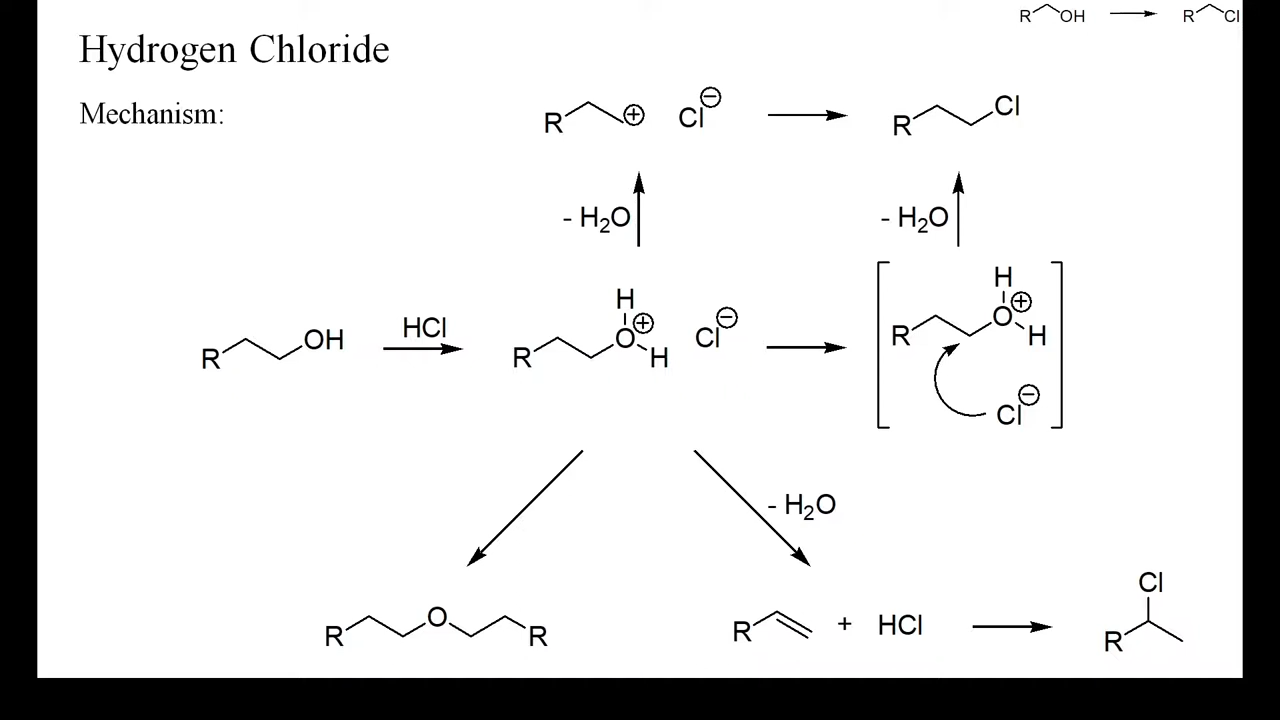 R OH R Cl
Hydrogen Chloride
Mechanism:
R ⊕ Cl⊖ R Cl
- H₂O - H₂O
R OH HCl R O⊕ H H Cl⊖ R O⊕ H H Cl⊖
- H₂O
R O R R + HCl R Cl